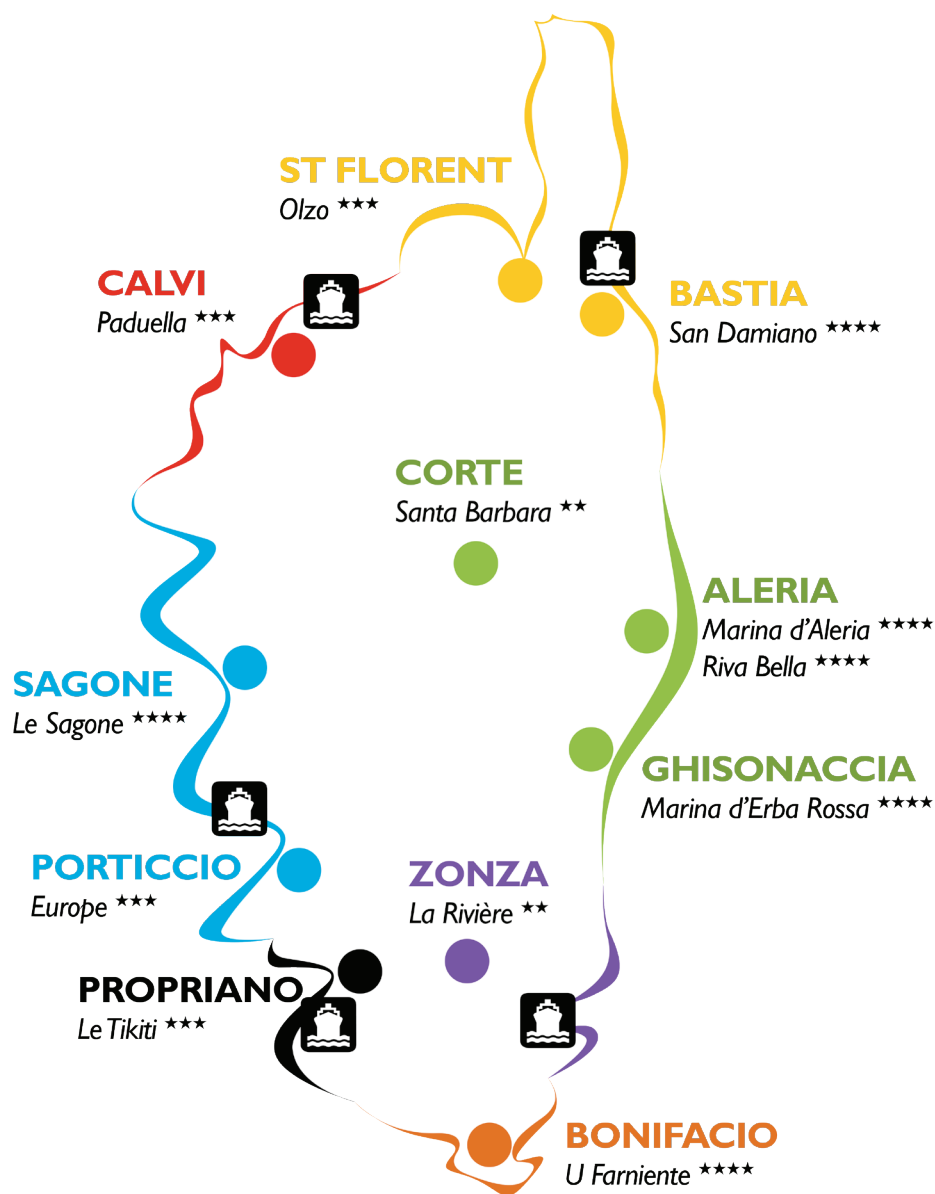 ST FLORENT
Olzo ★★★
CALVI
Paduella ★★★
BASTIA
San Damiano ★★★★
CORTE
Santa Barbara ★★
ALERIA
Marina d'Aleria ★★★★
Riva Bella ★★★★
SAGONE
Le Sagone ★★★★
GHISONACCIA
Marina d'Erba Rossa ★★★★
PORTICCIO
Europe ★★★
ZONZA
La Rivière ★★
PROPRIANO
Le Tikiti ★★★
BONIFACIO
U Farniente ★★★★